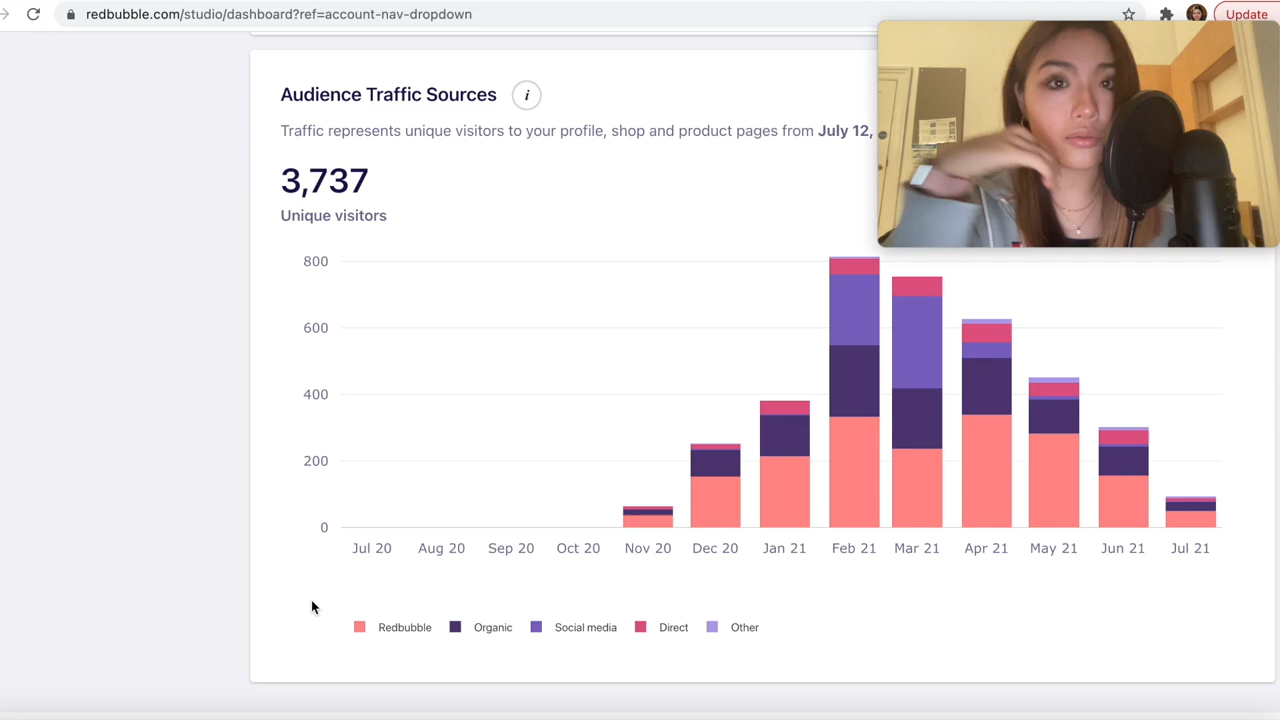 redbubble.com/studio/dashboard?ref=account-nav-dropdown
Update
Audience Traffic Sources
i
Traffic represents unique visitors to your profile, shop and product pages from July 12,
3,737
Unique visitors
800
600
400
200
0
Jul 20 Aug 20 Sep 20 Oct 20 Nov 20 Dec 20 Jan 21 Feb 21 Mar 21 Apr 21 May 21 Jun 21 Jul 21
Redbubble Organic Social media Direct Other